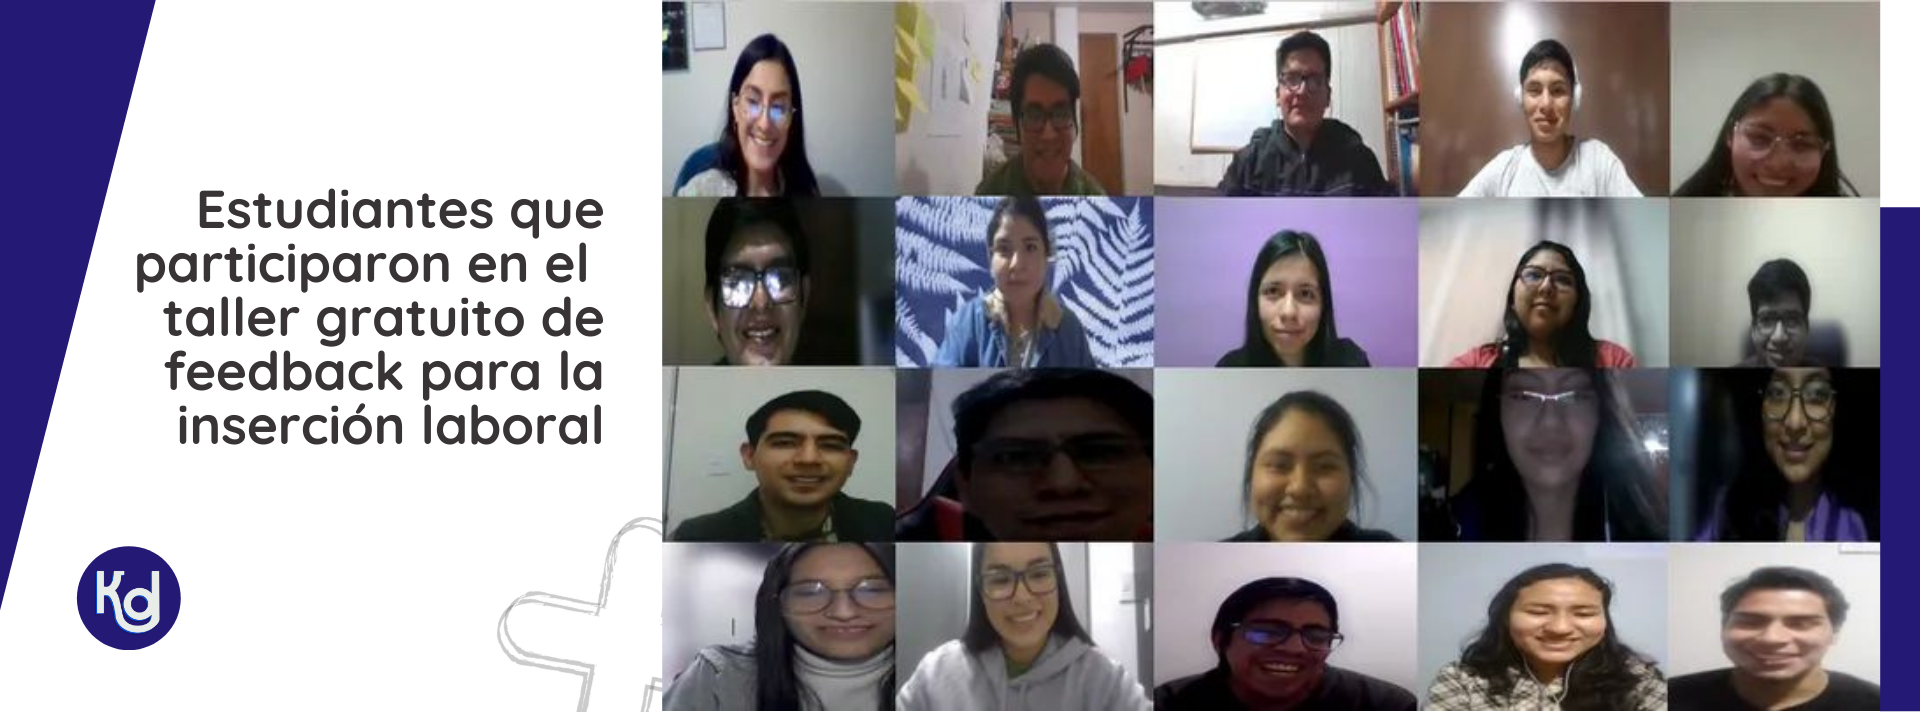 Estudiantes que
participaron en el
taller gratuito de
feedback para la
inserción laboral
Kd